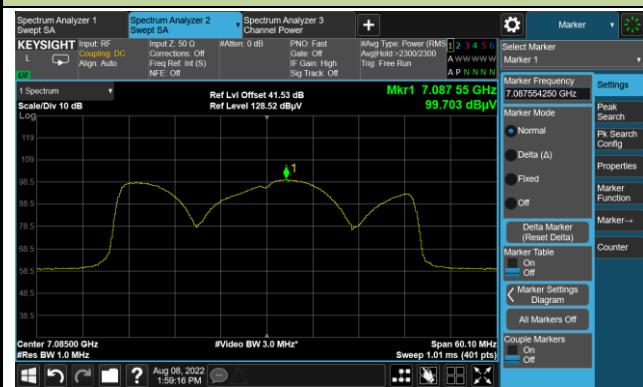 Spectrum Analyzer 1
Swept SA
Spectrum Analyzer 2
Swept SA
Spectrum Analyzer 3
Channel Power
+
Marker
KEYSIGHT
L
Input: RF
Coupling: DC
Align: Auto
Input Z: 50 Ω
Corrections: Off
Freq Ref: Int (S)
NFE: Off
#Atten: 0 dB
PNO: Fast
Gate: Off
IF Gain: High
Sig Track: Off
#Avg Type: Power (RMS)
Avg|Hold:>2300/2300
Trig: Free Run
1 2 3 4 5 6
A W W W W W
A P N N N N
Select Marker
Marker 1
1 Spectrum
Scale/Div 10 dB
Log
Ref Lvl Offset 41.53 dB
Ref Level 128.52 dBµV
Mkr1 7.087 55 GHz
99.703 dBµV
119
109
98.5
88.5
78.5
68.5
58.5
48.5
38.5
1
Center 7.08500 GHz
#Res BW 1.0 MHz
#Video BW 3.0 MHz*
Span 60.10 MHz
Sweep 1.01 ms (401 pts)
Marker Frequency
7.087554250 GHz
Marker Mode
Normal
Delta (Δ)
Fixed
Off
Delta Marker
(Reset Delta)
Marker Table
On
Off
Marker Settings
Diagram
All Markers Off
Couple Markers
On
Off
Settings
Peak
Search
Pk Search
Config
Properties
Marker
Function
Marker→
Counter
?
Aug 08, 2022
1:59:16 PM